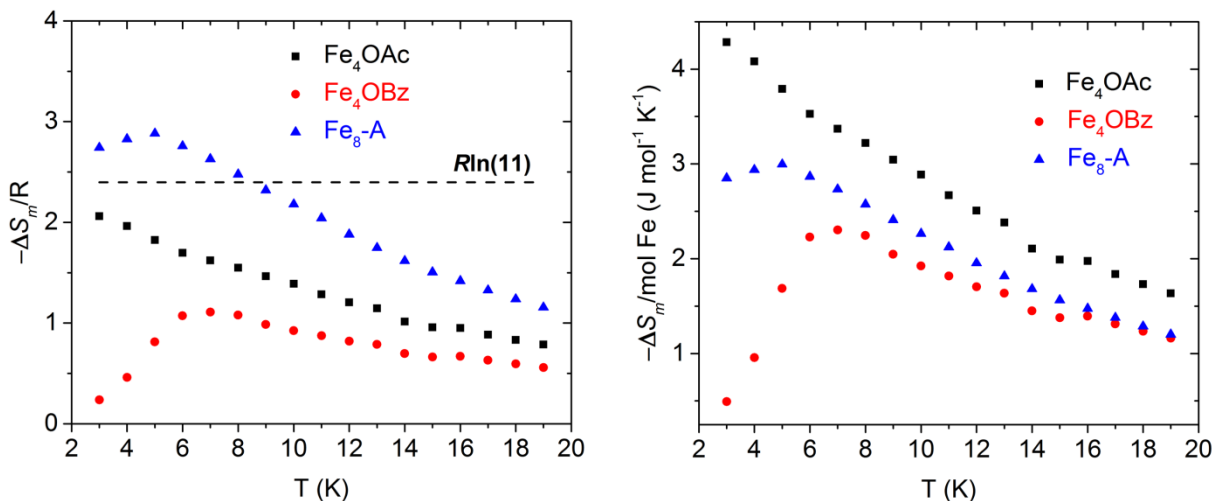 4
3
2
1
0
2
4
6
8
10
12
14
16
18
20
−ΔSₘ/R
T (K)
Fe₄OAc
Fe₄OBz
Fe₈-A
Rln(11)
4
3
2
1
2
4
6
8
10
12
14
16
18
20
−ΔSₘ/mol Fe (J mol⁻¹ K⁻¹)
T (K)
Fe₄OAc
Fe₄OBz
Fe₈-A